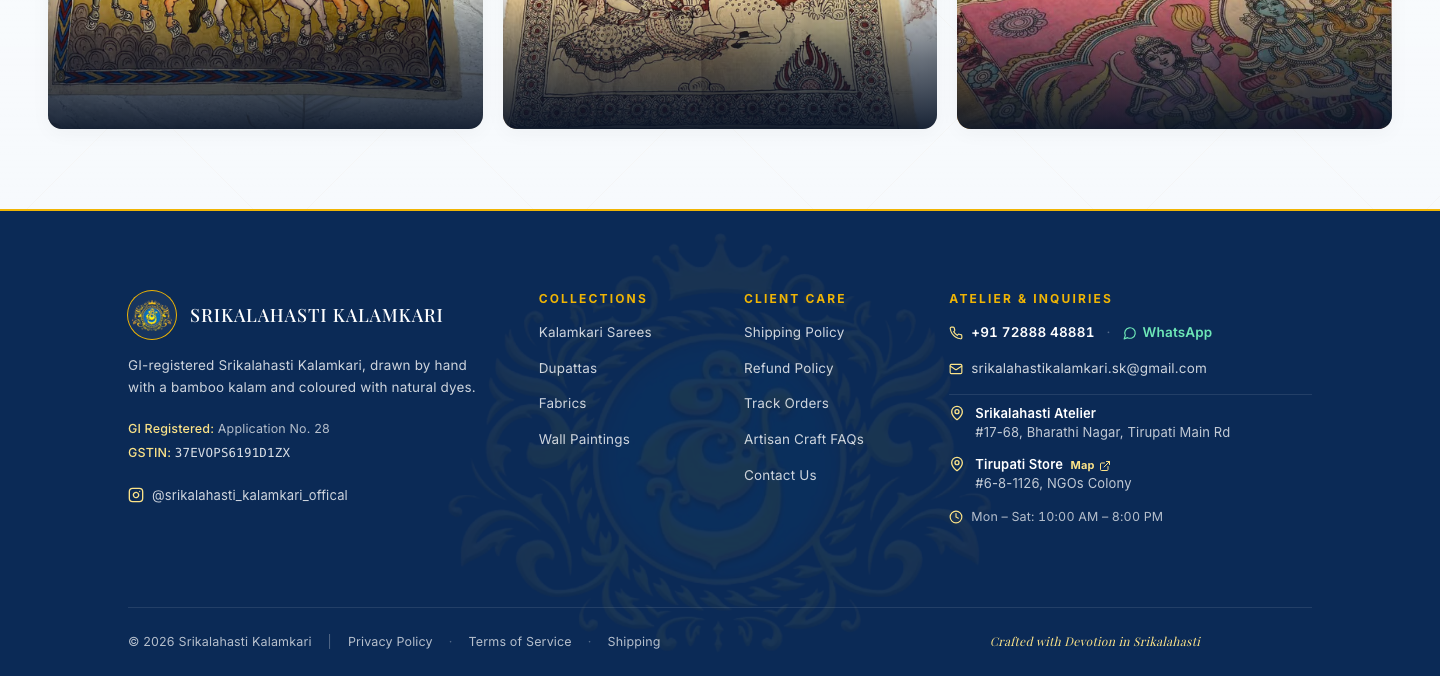 SRIKALAHASTI KALAMKARI
GI-registered Srikalahasti Kalamkari, drawn by hand
with a bamboo kalam and coloured with natural dyes.
GI Registered: Application No. 28
GSTIN: 37EVOPS6191D1ZX
@srikalahasti_kalamkari_offical
COLLECTIONS
Kalamkari Sarees
Dupattas
Fabrics
Wall Paintings
CLIENT CARE
Shipping Policy
Refund Policy
Track Orders
Artisan Craft FAQs
Contact Us
ATELIER & INQUIRIES
+91 72888 48881 · WhatsApp
srikalahastikalamkari.sk@gmail.com
Srikalahasti Atelier
#17-68, Bharathi Nagar, Tirupati Main Rd
Tirupati Store Map
#6-8-1126, NGOs Colony
Mon – Sat: 10:00 AM – 8:00 PM
© 2026 Srikalahasti Kalamkari | Privacy Policy · Terms of Service · Shipping
Crafted with Devotion in Srikalahasti